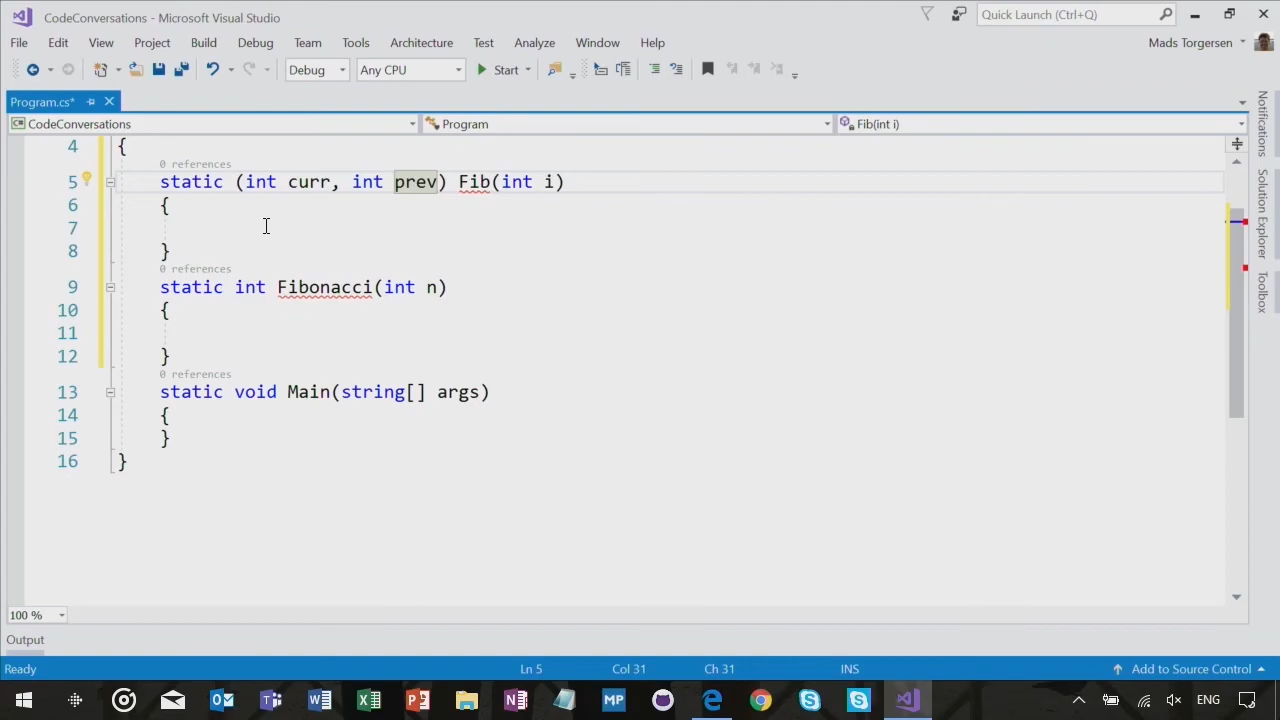 CodeConversations - Microsoft Visual Studio
Quick Launch (Ctrl+Q)
File Edit View Project Build Debug Team Tools Architecture Test Analyze Window Help
Mads Torgersen
Debug Any CPU Start
Program.cs*
CodeConversations Program Fib(int i)
4 {
0 references
5 static (int curr, int prev) Fib(int i)
6 {
7
8 }
0 references
9 static int Fibonacci(int n)
10 {
11
12 }
0 references
13 static void Main(string[] args)
14 {
15 }
16 }
Notifications
Solution Explorer
Toolbox
100 %
Output
Ready Ln 5 Col 31 Ch 31 INS Add to Source Control
MP
ENG